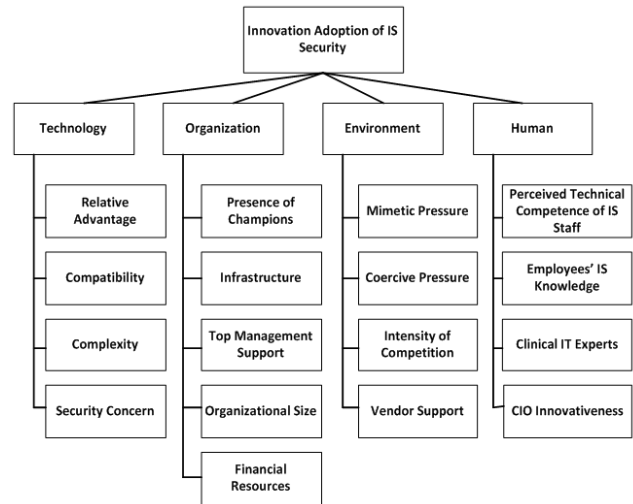 Innovation Adoption of IS
Security
Technology
Organization
Environment
Human
Relative
Advantage
Compatibility
Complexity
Security Concern
Presence of
Champions
Infrastructure
Top Management
Support
Organizational Size
Financial
Resources
Mimetic Pressure
Coercive Pressure
Intensity of
Competition
Vendor Support
Perceived Technical
Competence of IS
Staff
Employees' IS
Knowledge
Clinical IT Experts
CIO Innovativeness